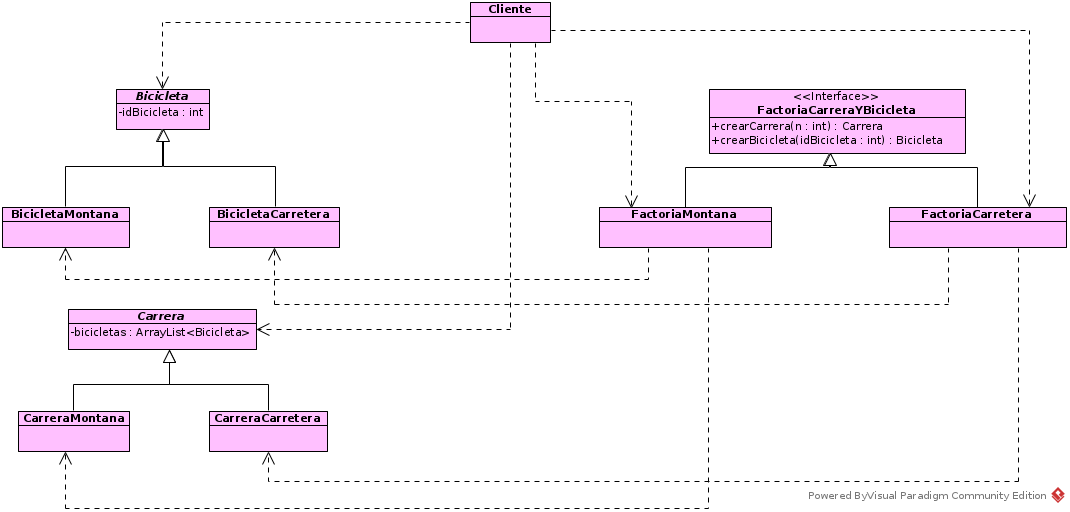 Cliente
Bicicleta
-idBicicleta : int
<<Interface>>
FactoriaCarreraYBicicleta
+crearCarrera(n : int) : Carrera
+crearBicicleta(idBicicleta : int) : Bicicleta
BicicletaMontana
BicicletaCarretera
FactoriaMontana
FactoriaCarretera
Carrera
-bicicletas : ArrayList<Bicicleta>
CarreraMontana
CarreraCarretera
Powered ByVisual Paradigm Community Edition